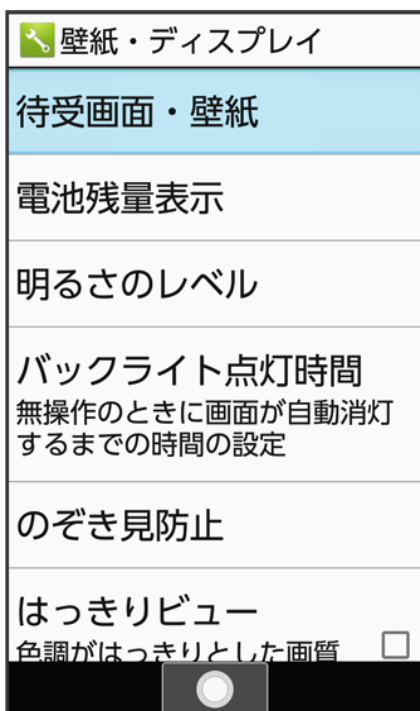 壁紙・ディスプレイ
待受画面・壁紙
電池残量表示
明るさのレベル
バックライト点灯時間
無操作のときに画面が自動消灯
するまでの時間の設定
のぞき見防止
はっきりビュー
色調がはっきりとした画質